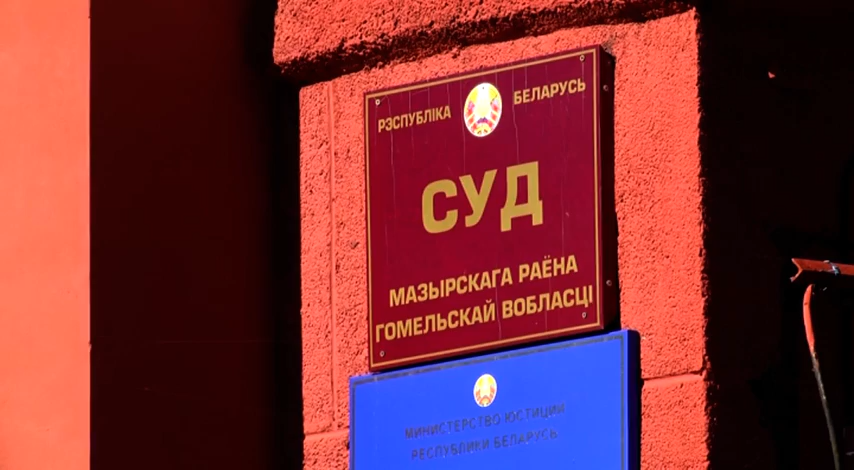 РЭСПУБЛІКА БЕЛАРУСЬ
СУД
МАЗЫРСКАГА РАЁНА
ГОМЕЛЬСКАЙ ВОБЛАСЦІ
МИНИСТЕРСТВО ЮСТИЦИИ
РЕСПУБЛИКИ БЕЛАРУСЬ